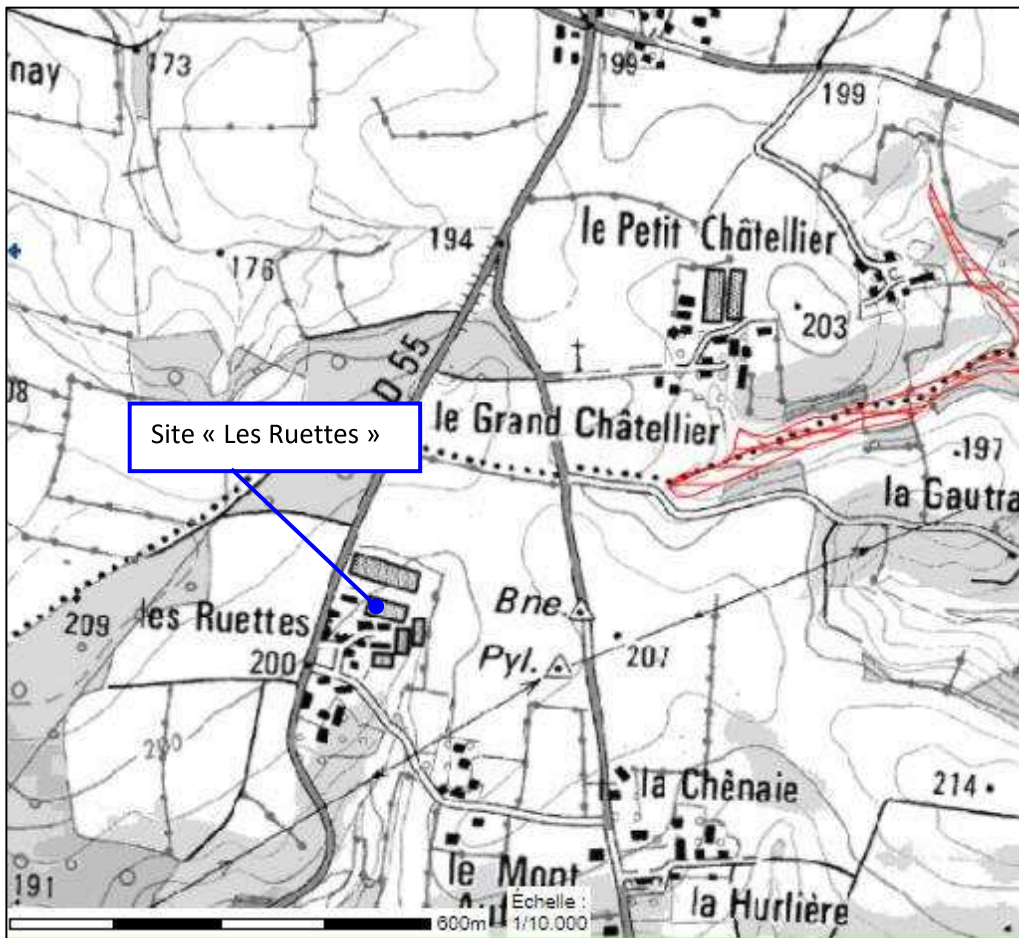 nay
173
199
199
194
176
le Petit Châtellier
203
D 55
Site « Les Ruettes »
le Grand Châtellier
197
la Gautra
Bne.
209
les Ruettes
207
Pyl.
200
200
la Chênaie
214
191
le Mont
Échelle :
600m
1/10.000
la Hurlière